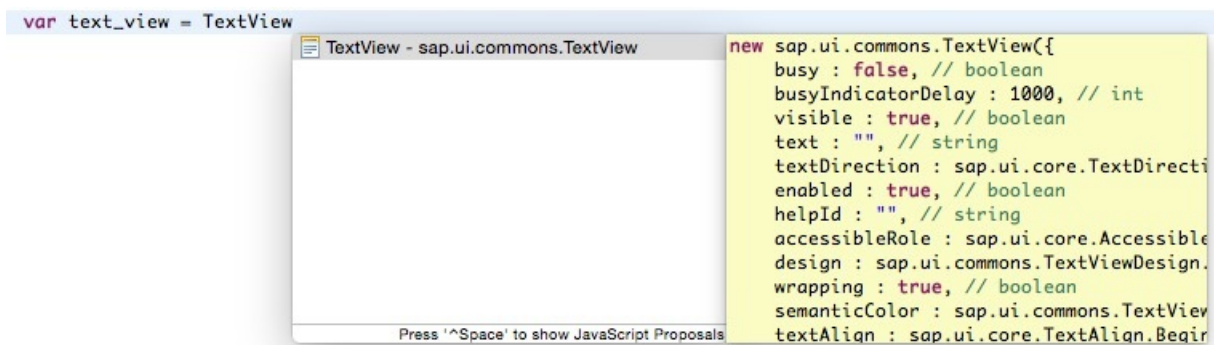 var text_view = TextView
TextView - sap.ui.commons.TextView
Press '^Space' to show JavaScript Proposals
new sap.ui.commons.TextView({
busy : false, // boolean
busyIndicatorDelay : 1000, // int
visible : true, // boolean
text : "", // string
textDirection : sap.ui.core.TextDirecti
enabled : true, // boolean
helpId : "", // string
accessibleRole : sap.ui.core.Accessible
design : sap.ui.commons.TextViewDesign.
wrapping : true, // boolean
semanticColor : sap.ui.commons.TextView
textAlign : sap.ui.core.TextAlign.Begin